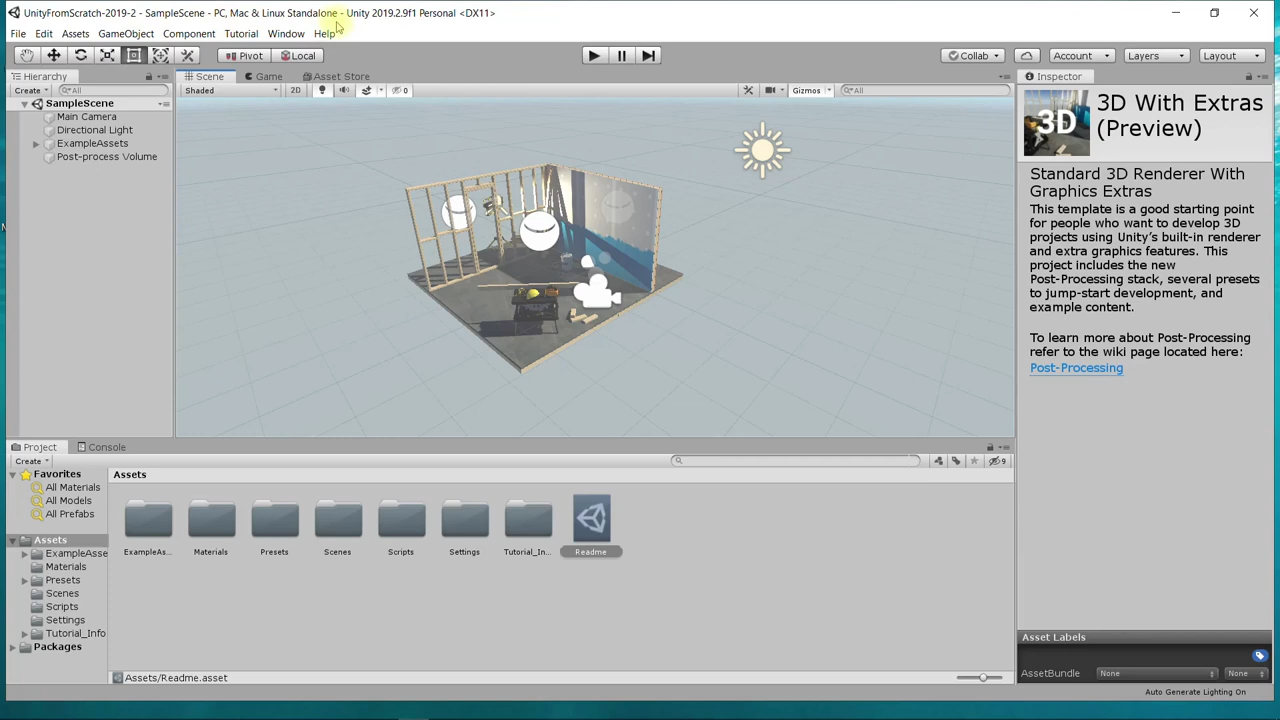 UnityFromScratch-2019-2 - SampleScene - PC, Mac & Linux Standalone - Unity 2019.2.9f1 Personal <DX11>
File Edit Assets GameObject Component Tutorial Window Help
Pivot Local Collab Account Layers Layout
Hierarchy Scene Game Asset Store Inspector
Create All Shaded 2D 0 Gizmos All
SampleScene
Main Camera
Directional Light
ExampleAssets
Post-process Volume
3D
3D With Extras
(Preview)
Standard 3D Renderer With
Graphics Extras
This template is a good starting point
for people who want to develop 3D
projects using Unity's built-in renderer
and extra graphics features. This
project includes the new
Post-Processing stack, several presets
to jump-start development, and
example content.
To learn more about Post-Processing
refer to the wiki page located here:
Post-Processing
Project Console
Create 9
Favorites
All Materials
All Models
All Prefabs
Assets
ExampleAsse
Materials
Presets
Scenes
Scripts
Settings
Tutorial_Info
Packages
Assets
ExampleAs... Materials Presets Scenes Scripts Settings Tutorial_In... Readme
Assets/Readme.asset
Asset Labels
AssetBundle None None
Auto Generate Lighting On